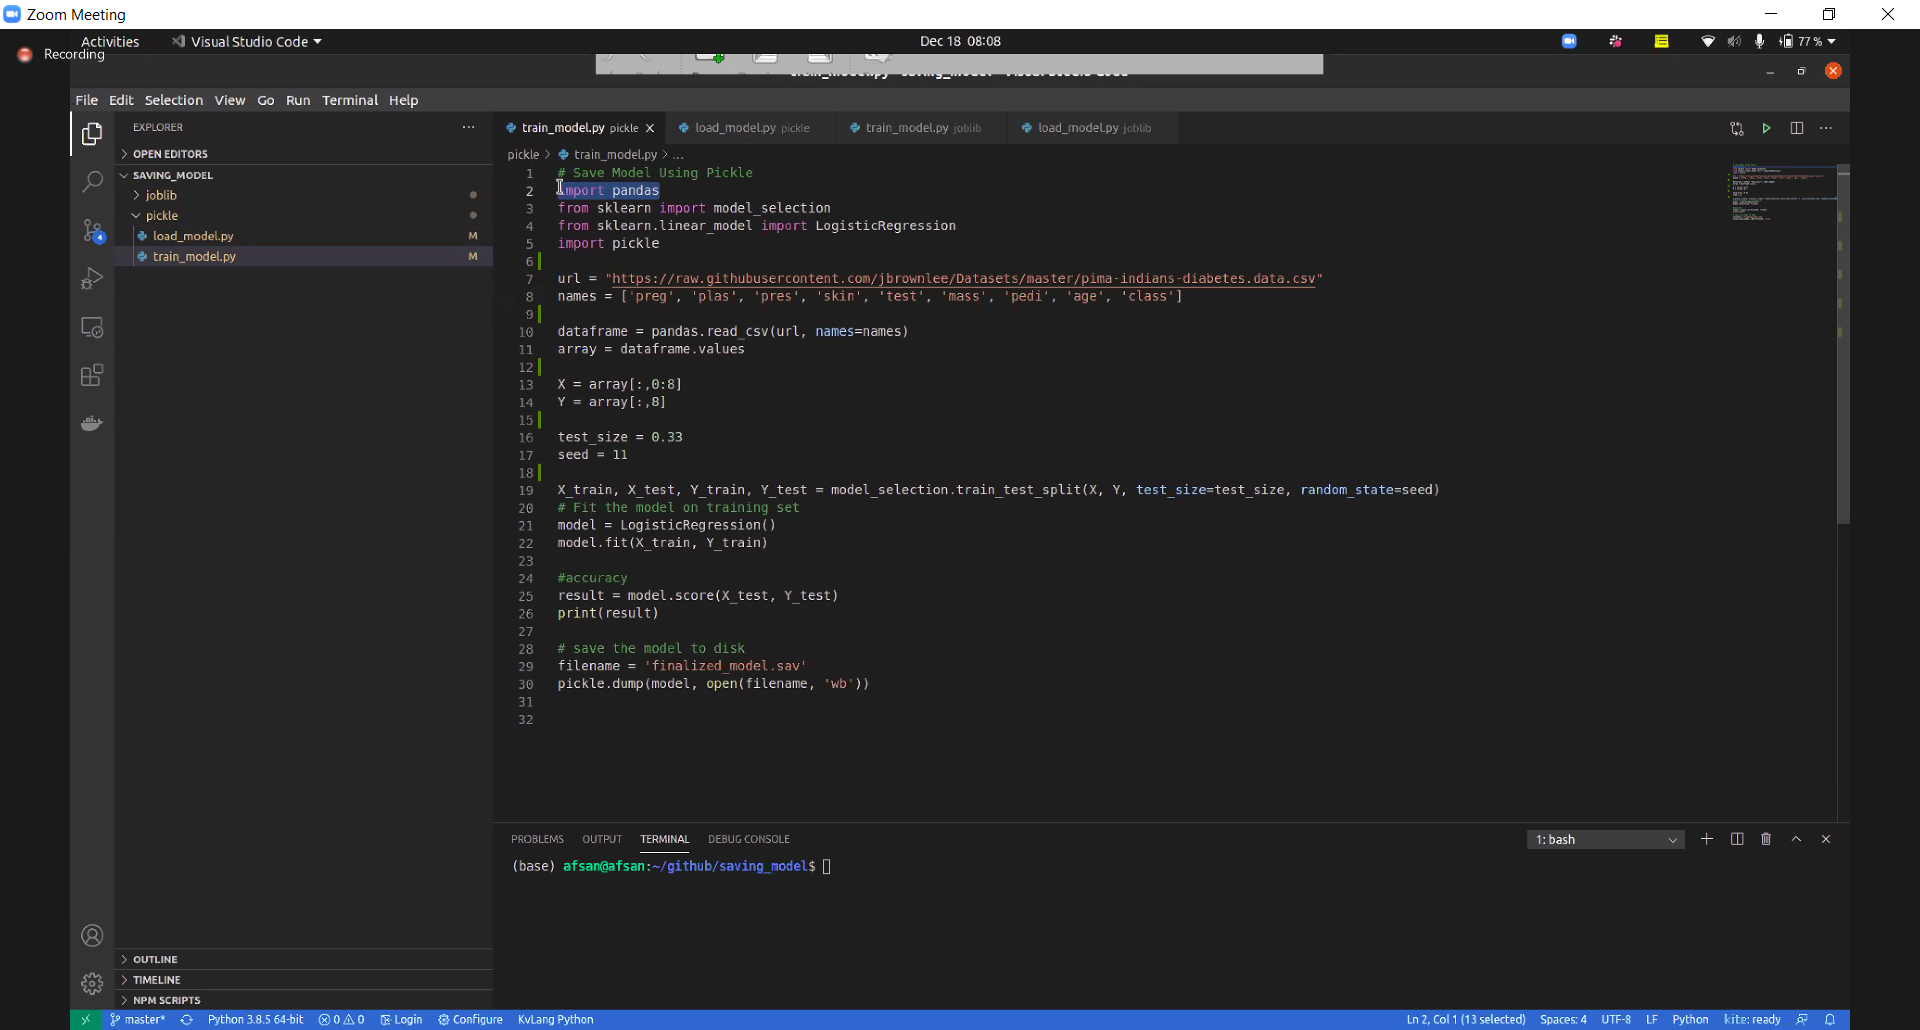 Zoom Meeting
Activities
Visual Studio Code
Dec 18 08:08
77 %
Recording
train_model.py - saving_model - Visual Studio Code
File Edit Selection View Go Run Terminal Help
EXPLORER
OPEN EDITORS
SAVING_MODEL
joblib
pickle
load_model.py M
train_model.py M
train_model.py pickle
load_model.py pickle
train_model.py joblib
load_model.py joblib
pickle > train_model.py > ...
1 # Save Model Using Pickle
2 import pandas
3 from sklearn import model_selection
4 from sklearn.linear_model import LogisticRegression
5 import pickle
6
7 url = "https://raw.githubusercontent.com/jbrownlee/Datasets/master/pima-indians-diabetes.data.csv"
8 names = ['preg', 'plas', 'pres', 'skin', 'test', 'mass', 'pedi', 'age', 'class']
9
10 dataframe = pandas.read_csv(url, names=names)
11 array = dataframe.values
12
13 X = array[:,0:8]
14 Y = array[:,8]
15
16 test_size = 0.33
17 seed = 11
18
19 X_train, X_test, Y_train, Y_test = model_selection.train_test_split(X, Y, test_size=test_size, random_state=seed)
20 # Fit the model on training set
21 model = LogisticRegression()
22 model.fit(X_train, Y_train)
23
24 #accuracy
25 result = model.score(X_test, Y_test)
26 print(result)
27
28 # save the model to disk
29 filename = 'finalized_model.sav'
30 pickle.dump(model, open(filename, 'wb'))
31
32
PROBLEMS OUTPUT TERMINAL DEBUG CONSOLE
1: bash
(base) afsan@afsan:~/github/saving_model$
4
OUTLINE
TIMELINE
NPM SCRIPTS
master* Python 3.8.5 64-bit 0 0 Login Configure KvLang Python
Ln 2, Col 1 (13 selected) Spaces: 4 UTF-8 LF Python kite: ready